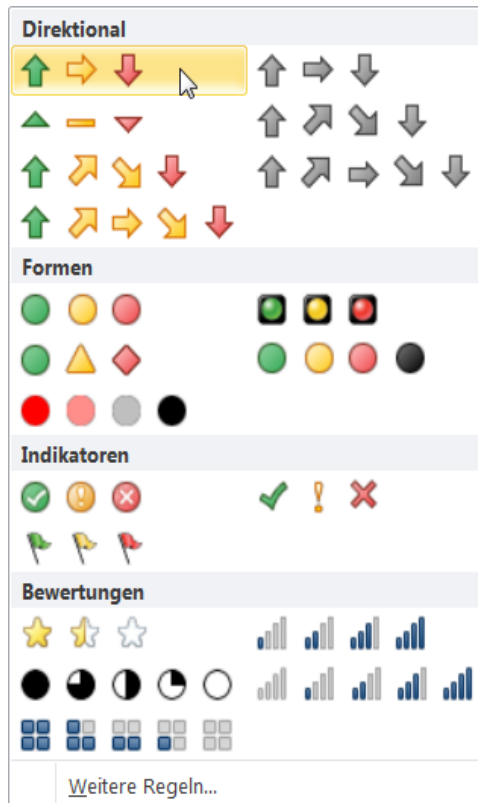 Direktional
Formen
Indikatoren
Bewertungen
Weitere Regeln...